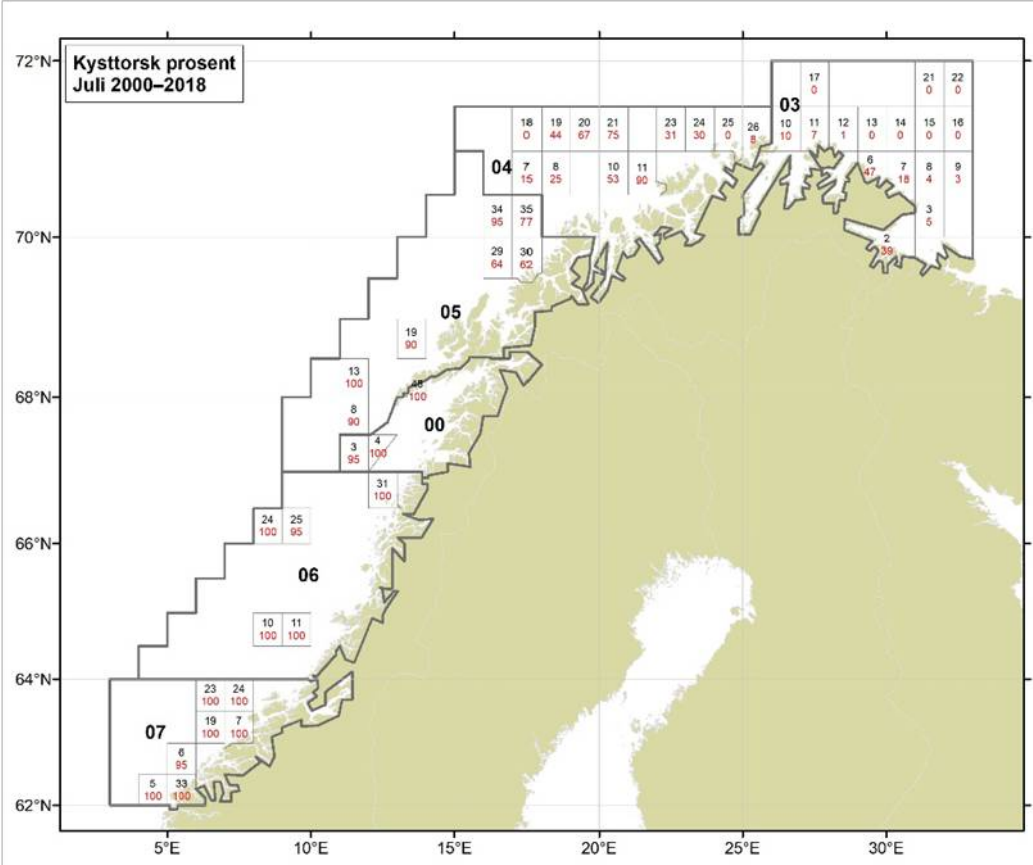 Kysttorsk prosent
Juli 2000–2018
72°N
17 21 22
0 0 0
03
18 19 20 21 23 24 25 26 10 11 12 13 14 15 16
0 44 67 75 31 30 0 8 10 7 1 0 0 0 0
04
7 8 10 11 6 7 8 9
15 25 53 90 47 18 4 3
34 35 3
95 77 5
70°N
2
39
29 30
64 62
05
19
90
13
100
48
100
68°N
8
90
00
3 4
95 100
31
100
24 25
100 95
66°N
06
10 11
100 100
64°N
23 24
100 100
07
19 7
100 100
6
95
5 33
100 100
62°N
5°E 10°E 15°E 20°E 25°E 30°E